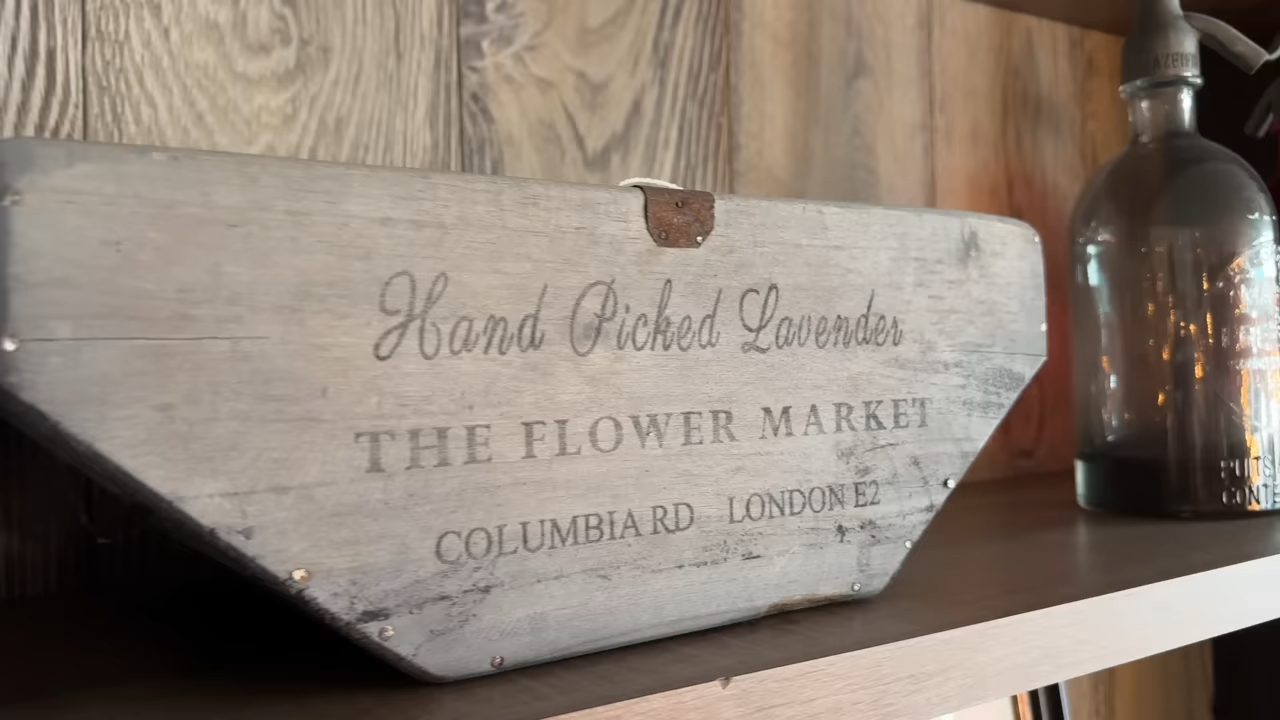 Hand Picked Lavender
THE FLOWER MARKET
COLUMBIA RD LONDON E2